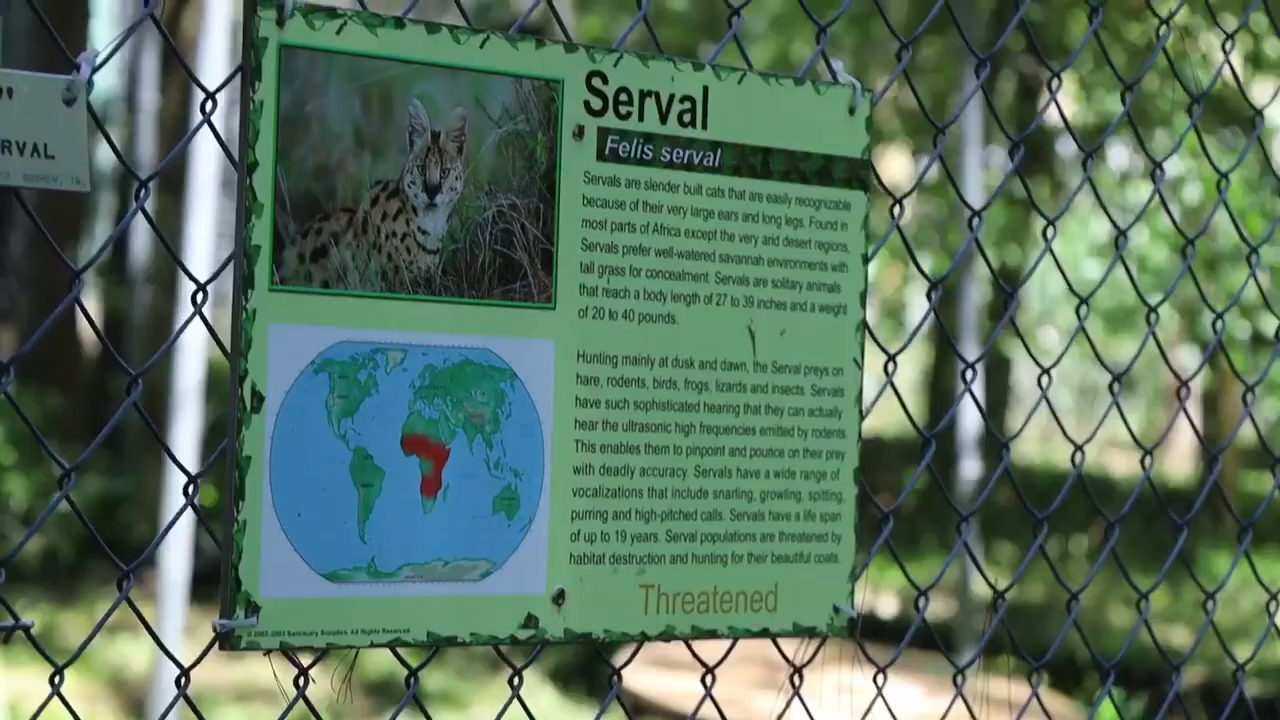 RVAL
Serval
Felis serval
Servals are slender built cats that are easily recognizable
because of their very large ears and long legs. Found in
most parts of Africa except the very arid desert regions,
Servals prefer well-watered savannah environments with
tall grass for concealment. Servals are solitary animals
that reach a body length of 27 to 39 inches and a weight
of 20 to 40 pounds.
Hunting mainly at dusk and dawn, the Serval preys on
hare, rodents, birds, frogs, lizards and insects. Servals
have such sophisticated hearing that they can actually
hear the ultrasonic high frequencies emitted by rodents.
This enables them to pinpoint and pounce on their prey
with deadly accuracy. Servals have a wide range of
vocalizations that include snarling, growling, spitting,
purring and high-pitched calls. Servals have a life span
of up to 19 years. Serval populations are threatened by
habitat destruction and hunting for their beautiful coats.
Threatened
© 2002-2003 Sanctuary Supplies. All Rights Reserved.